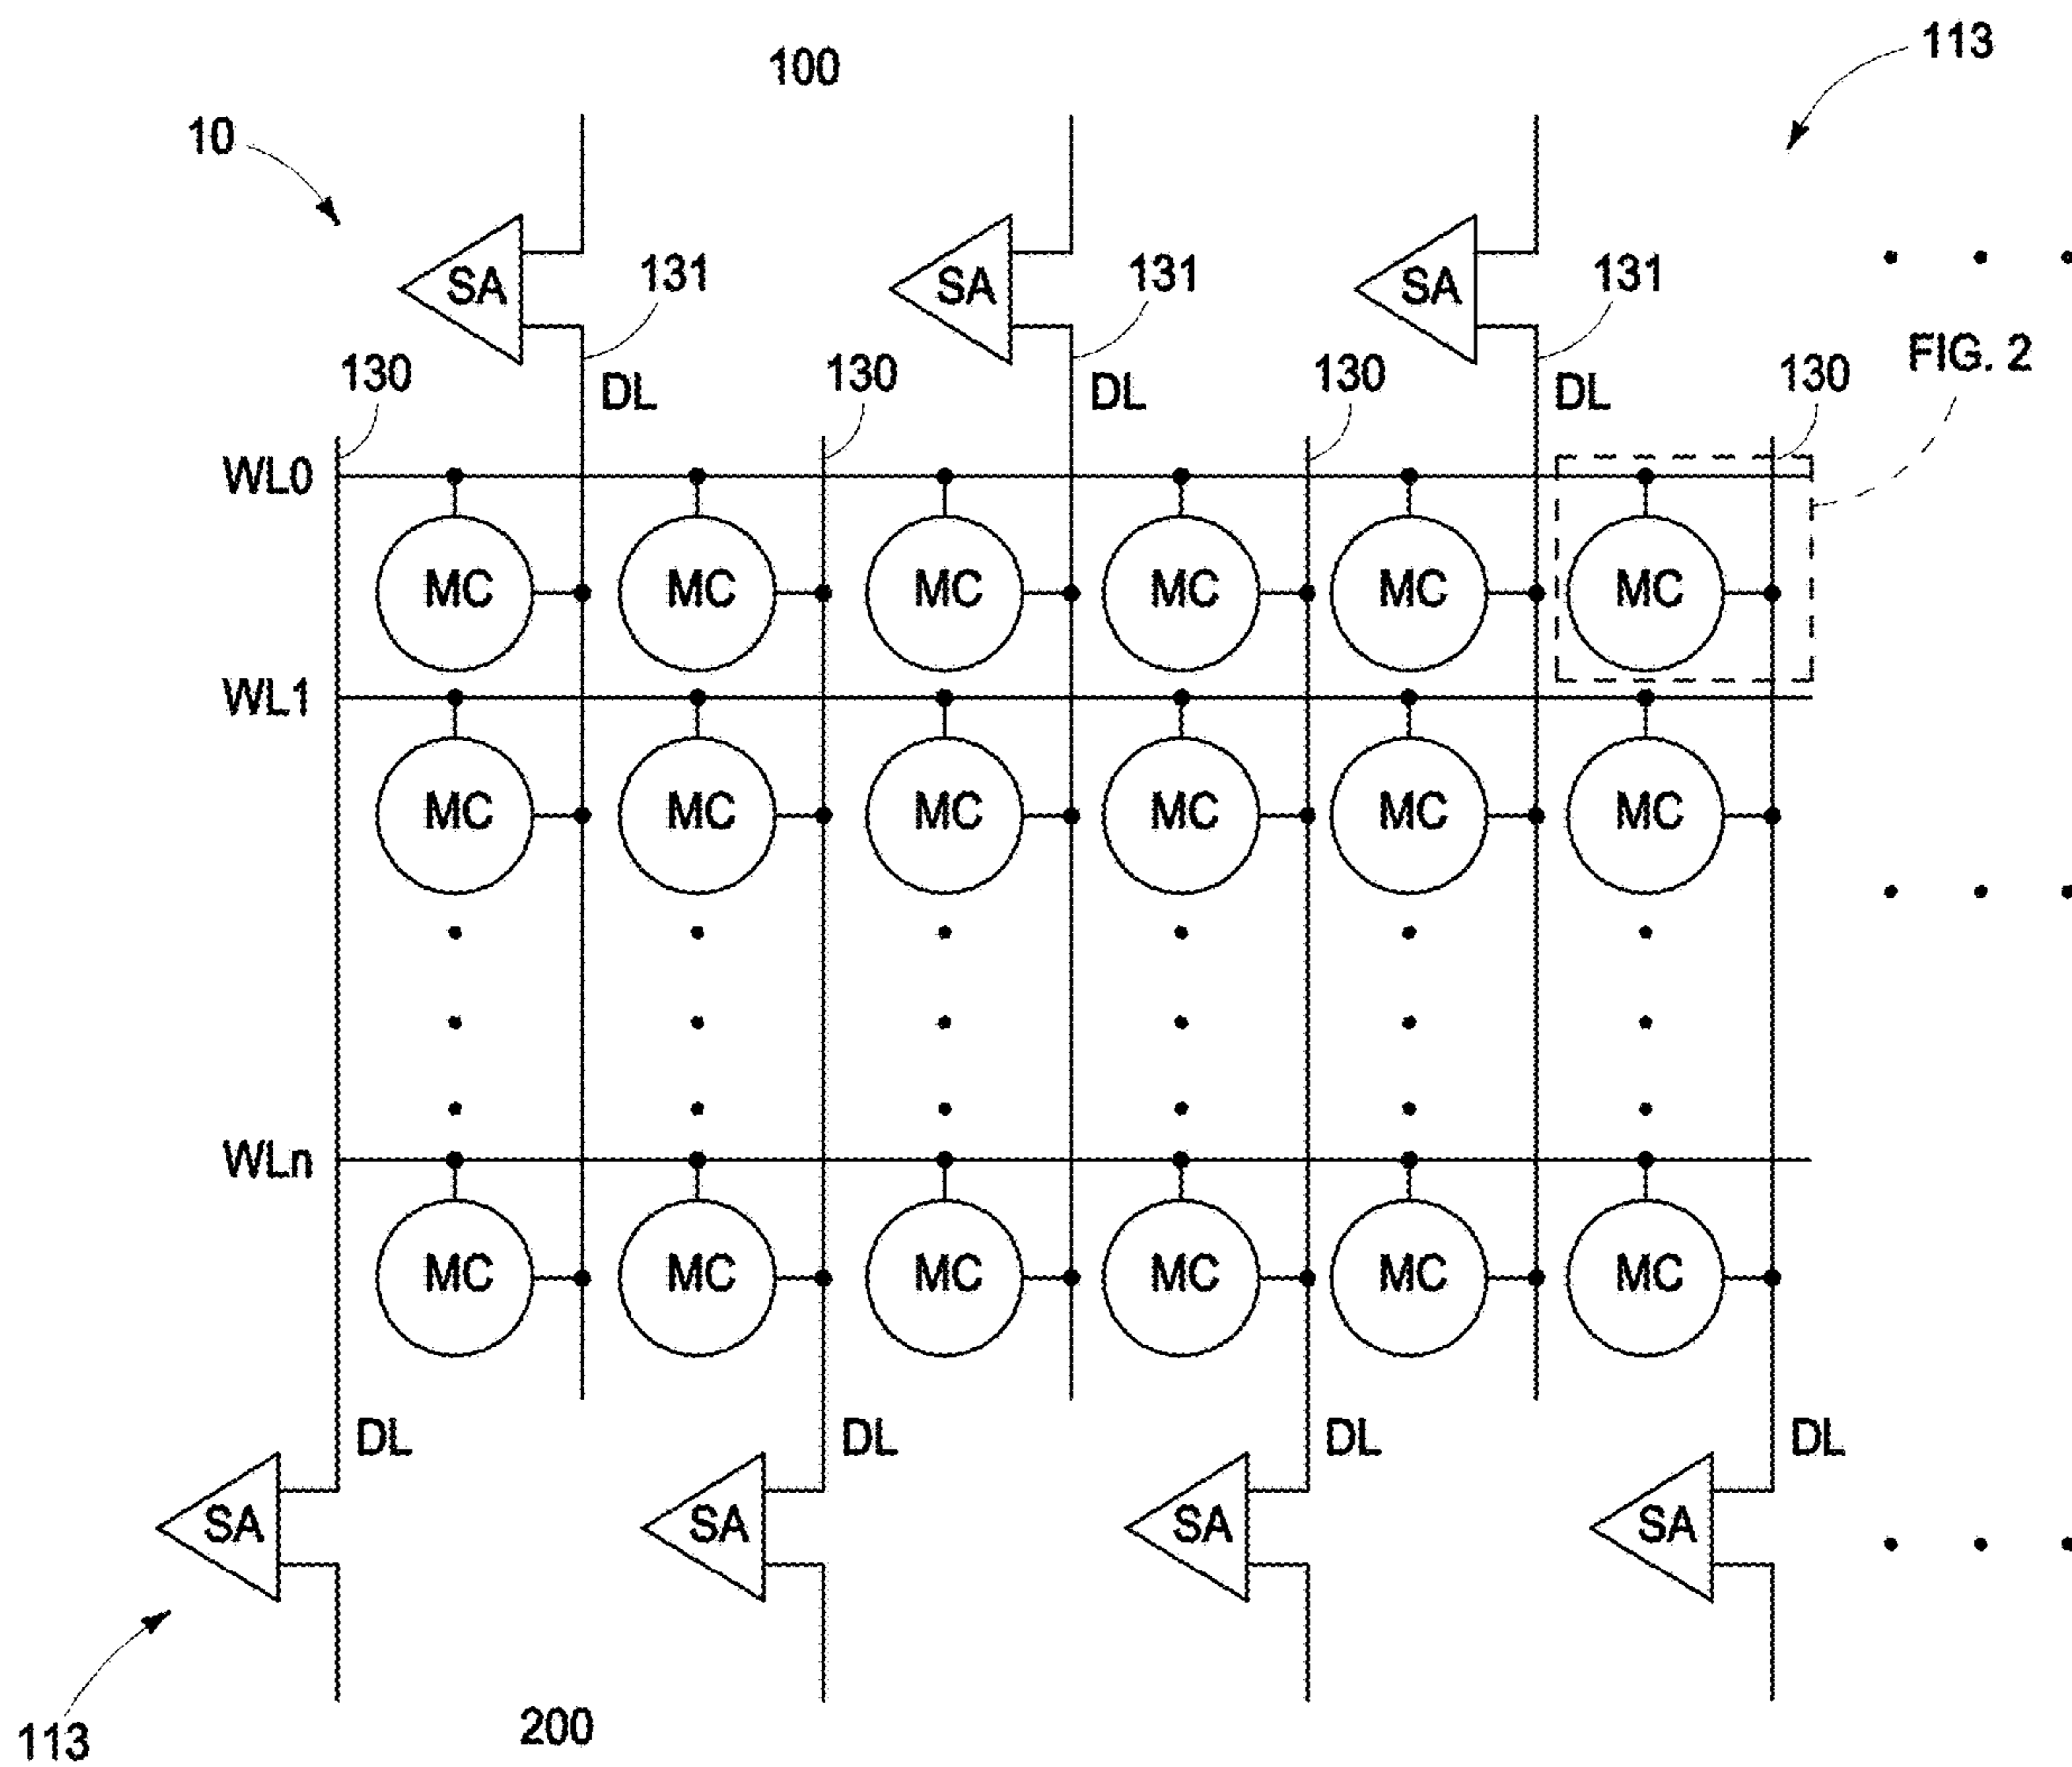 100
113
10
SA SA SA
131 131 131
FIG. 2
130 130 130 130
DL DL DL
WL0
MC MC MC MC MC MC
WL1
MC MC MC MC MC MC
WLn
MC MC MC MC MC MC
DL DL DL DL
SA SA SA SA
113
200